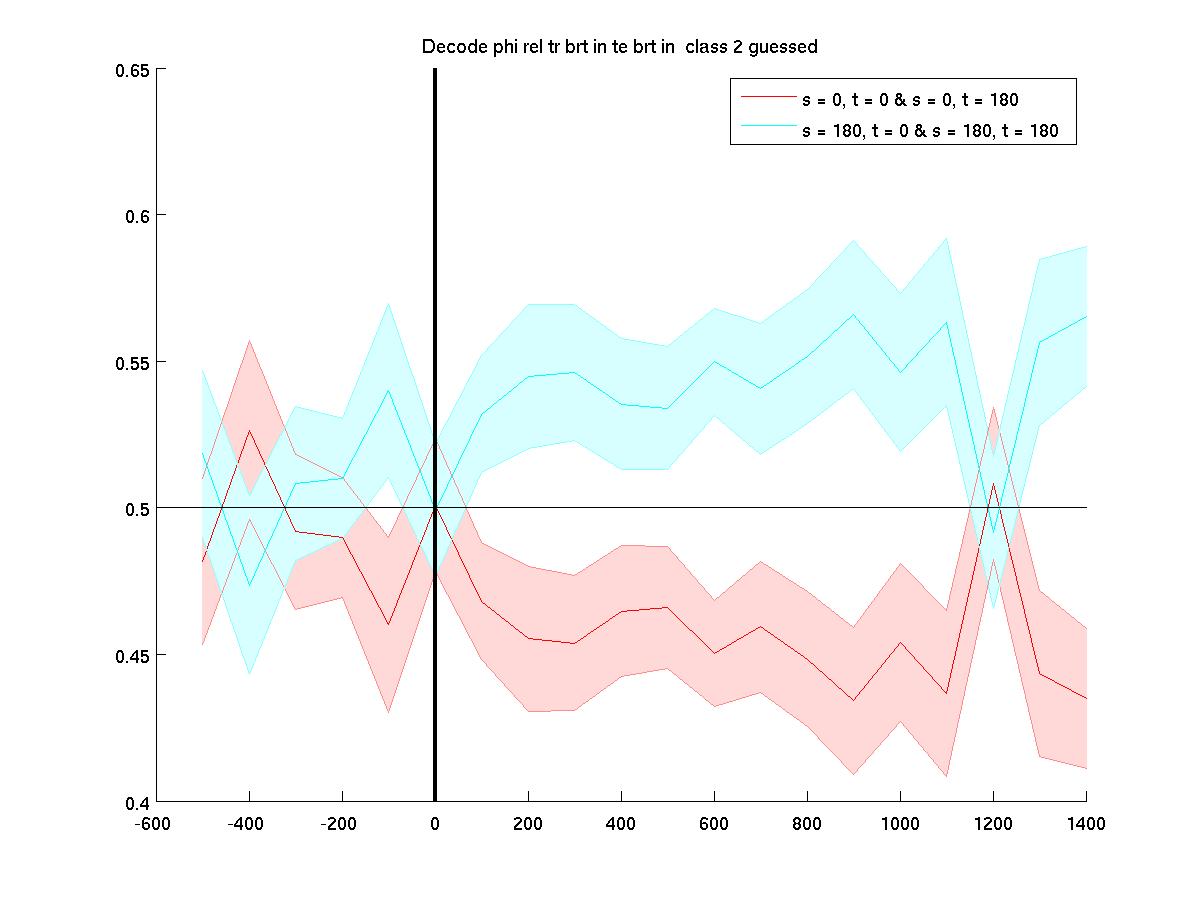 Decode phi rel tr brt in te brt in  class 2 guessed
0.65
s = 0, t = 0 & s = 0, t = 180
s = 180, t = 0 & s = 180, t = 180
0.6
0.55
0.5
0.45
0.4
-600 -400 -200 0 200 400 600 800 1000 1200 1400